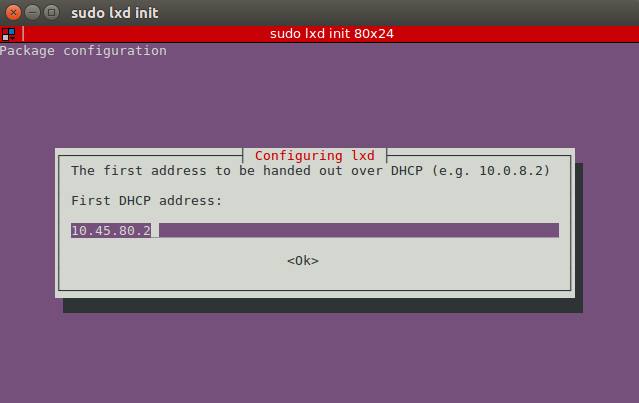 sudo lxd init
sudo lxd init 80x24
Package configuration
Configuring lxd
The first address to be handed out over DHCP (e.g. 10.0.8.2)
First DHCP address:
10.45.80.2
<Ok>